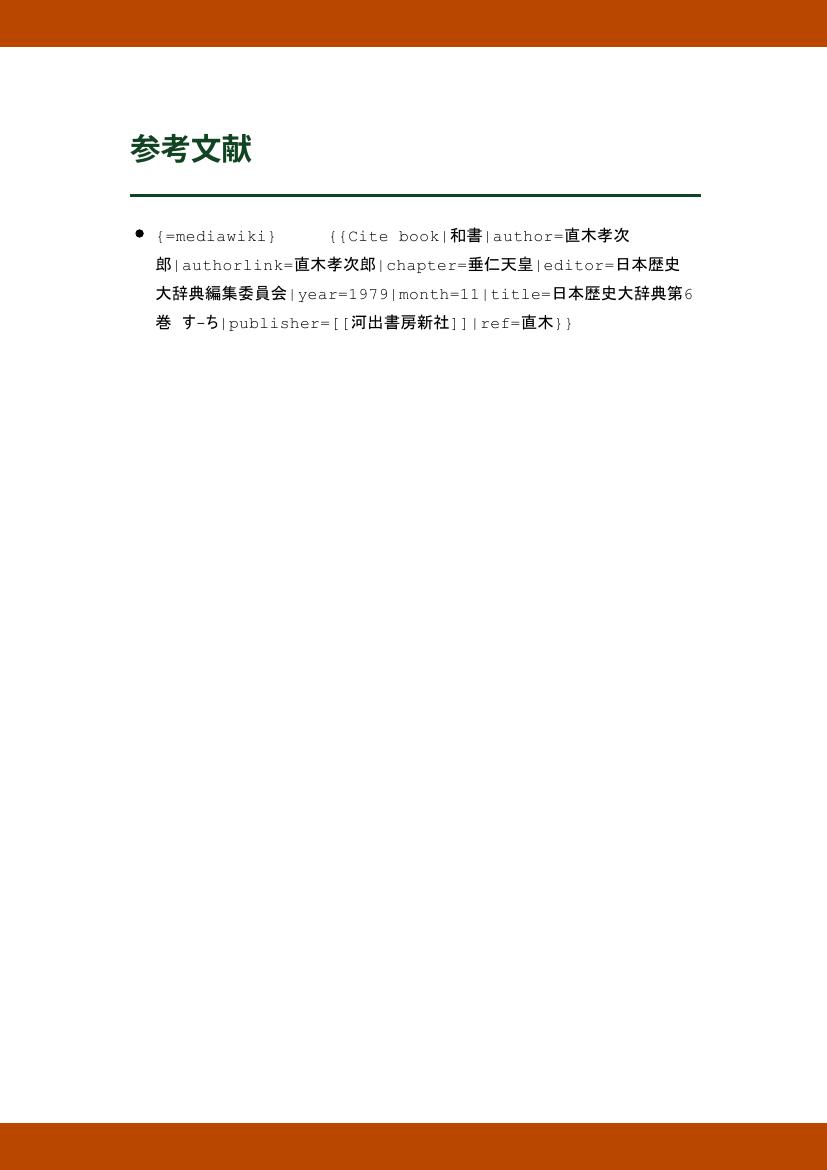 参考文献
{=mediawiki} {{Cite book|和書|author=直木孝次
郎|authorlink=直木孝次郎|chapter=垂仁天皇|editor=日本歴史
大辞典編集委員会|year=1979|month=11|title=日本歴史大辞典第6
巻 す-ち|publisher=[[河出書房新社]]|ref=直木}}